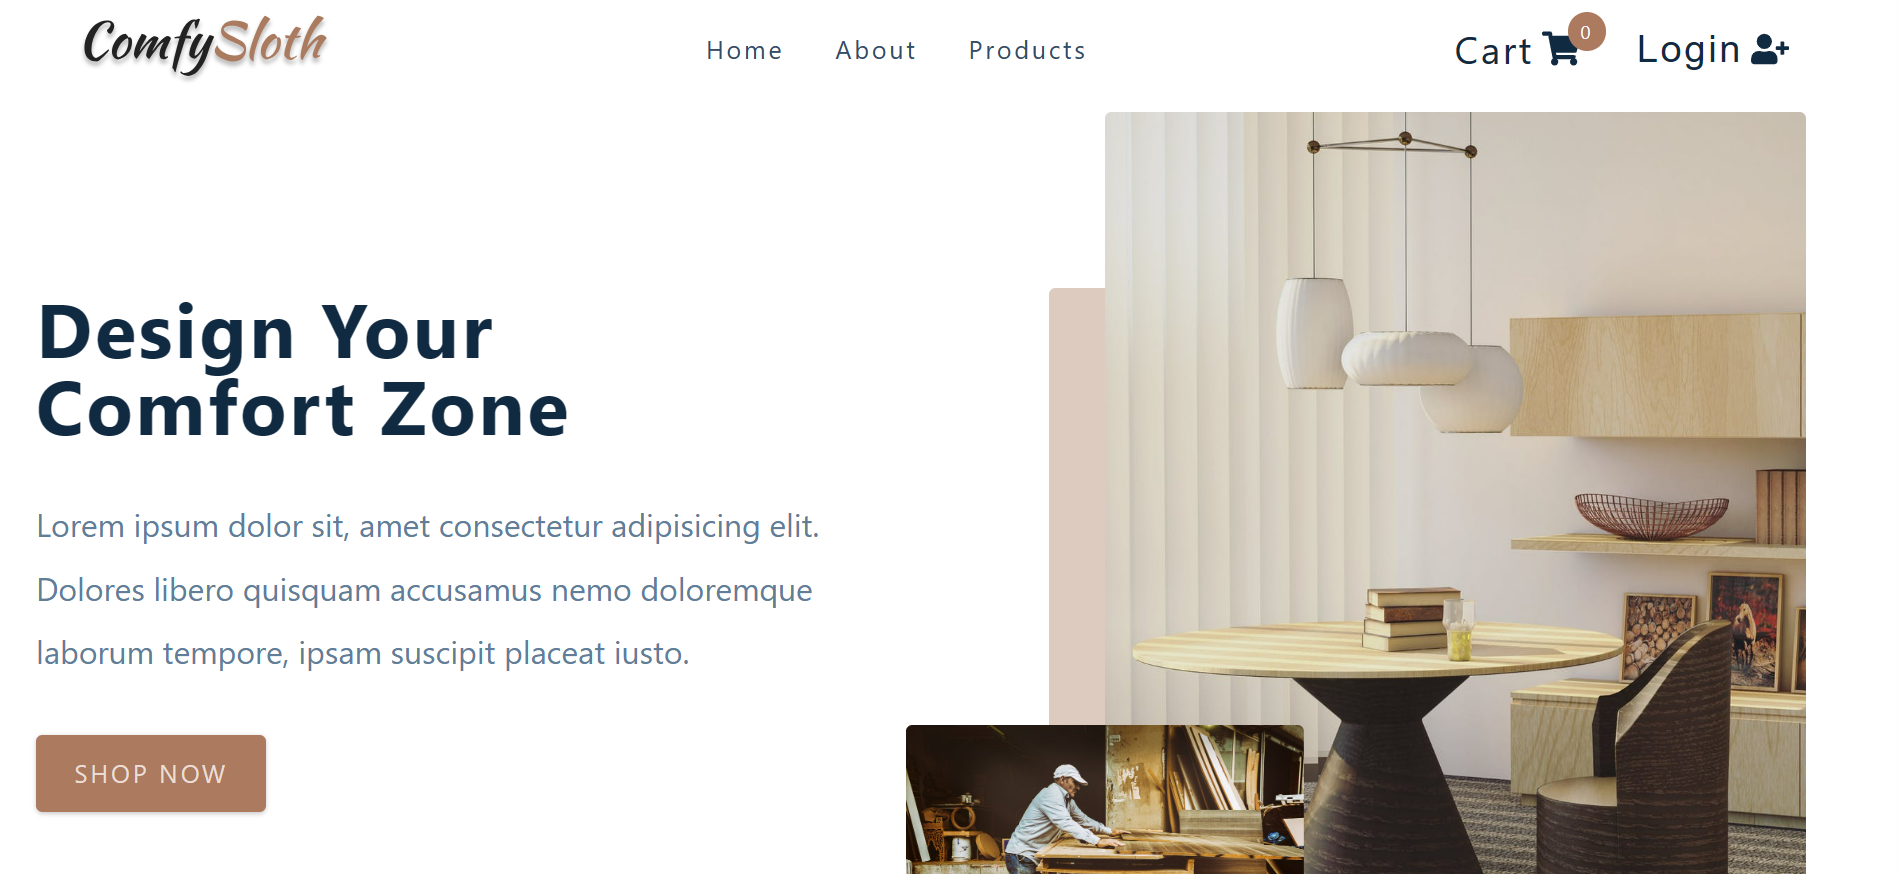 ComfySloth
Home About Products
Cart 0 Login
Design Your
Comfort Zone
Lorem ipsum dolor sit, amet consectetur adipisicing elit.
Dolores libero quisquam accusamus nemo doloremque
laborum tempore, ipsam suscipit placeat iusto.
SHOP NOW